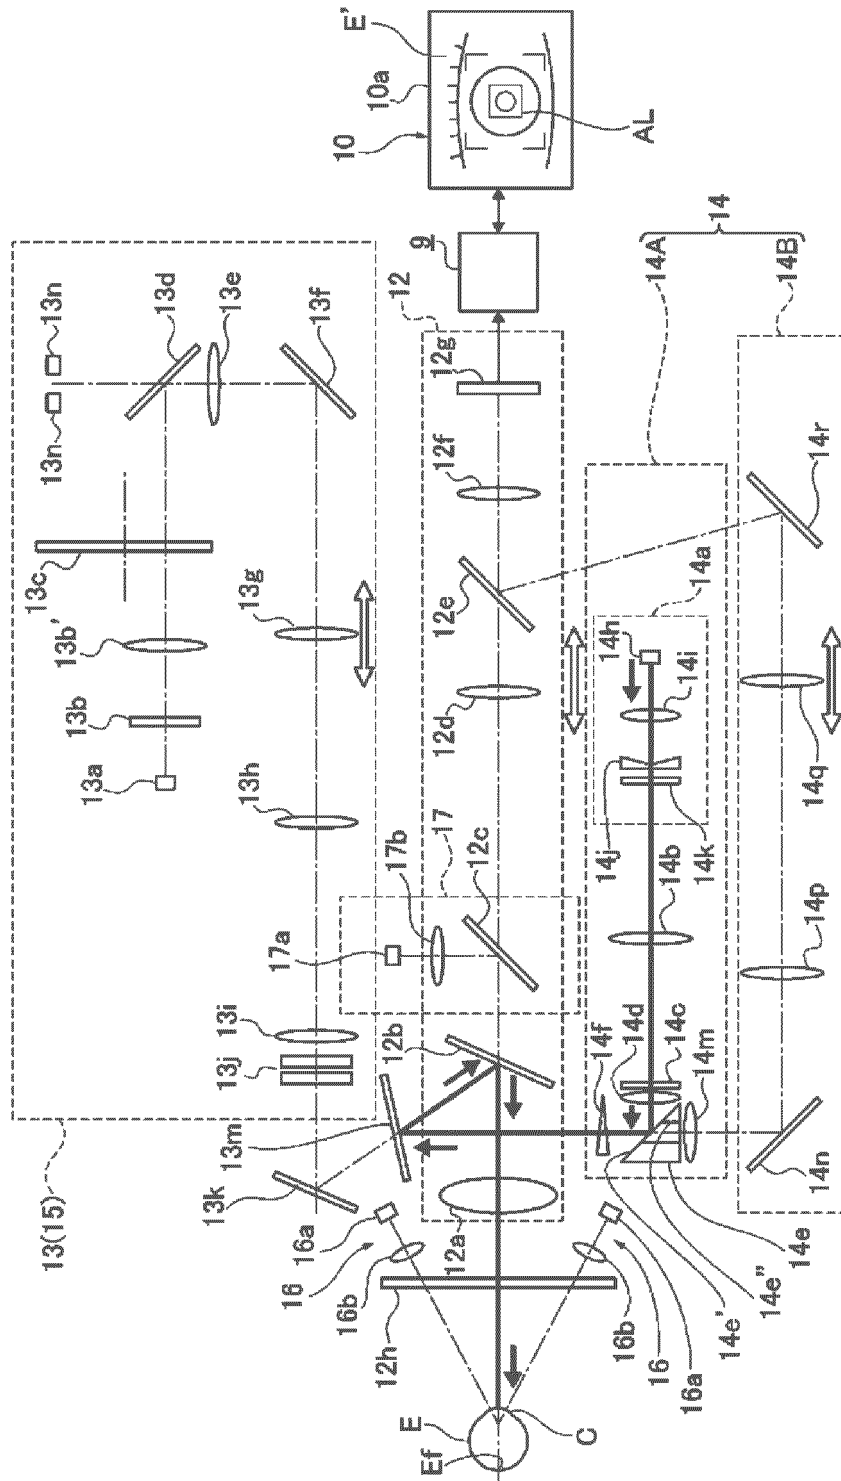 E'
10a
10
AL
9
14
14A
14B
13n
13n
13d
13e
13f
13c
13b'
13b
13a
13g
13h
13i
13j
13k
13m
13(15)
12
12g
12f
12e
12d
12c
12b
12a
12h
17
17b
17a
14a
14h
14i
14j
14k
14b
14c
14d
14f
14m
14r
14q
14p
14n
14e
14e"
14e'
16a
16
16b
16b
16
16a
E
Ef
C